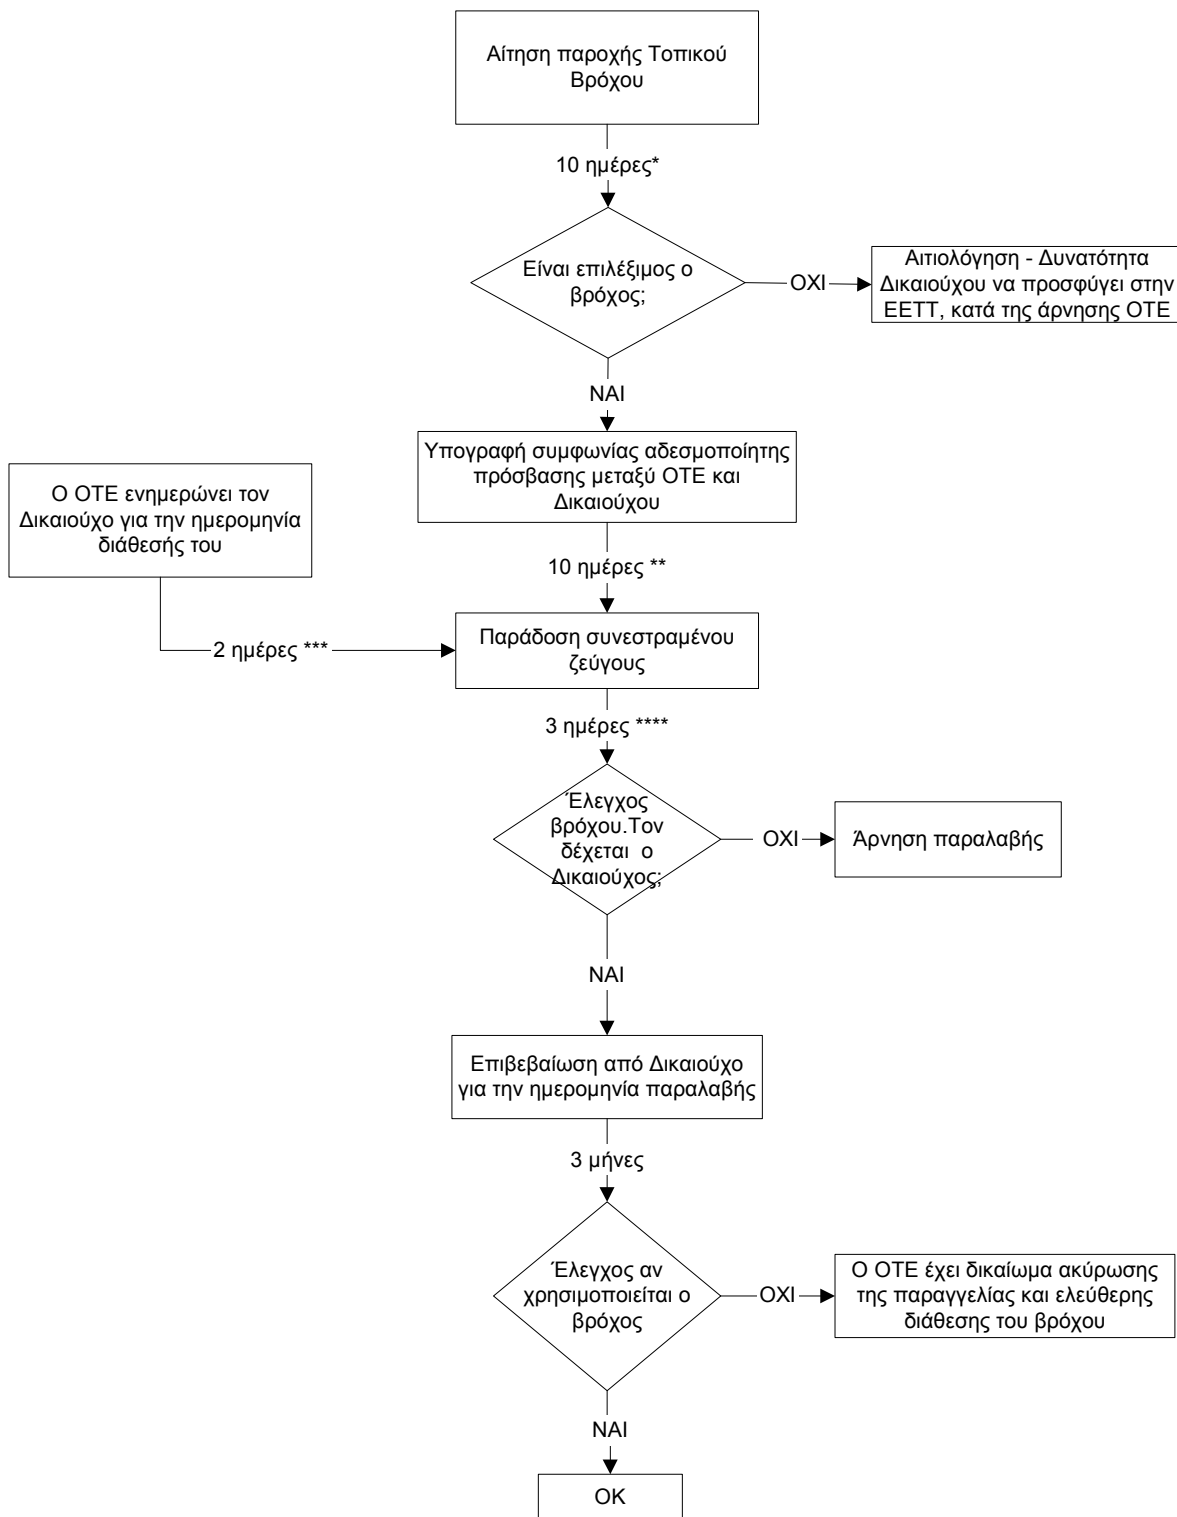 Αίτηση παροχής Τοπικού
Βρόχου
10 ημέρες*
Είναι επιλέξιμος ο
βρόχος;
ΟΧΙ
Αιτιολόγηση - Δυνατότητα
Δικαιούχου να προσφύγει στην
ΕΕΤΤ, κατά της άρνησης ΟΤΕ
ΝΑΙ
Υπογραφή συμφωνίας αδεσμοποίητης
πρόσβασης μεταξύ ΟΤΕ και
Δικαιούχου
Ο ΟΤΕ ενημερώνει τον
Δικαιούχο για την ημερομηνία
διάθεσής του
10 ημέρες **
2 ημέρες ***
Παράδοση συνεστραμένου
ζεύγους
3 ημέρες ****
Έλεγχος
βρόχου.Τον
δέχεται ο
Δικαιούχος;
ΟΧΙ
Άρνηση παραλαβής
ΝΑΙ
Επιβεβαίωση από Δικαιούχο
για την ημερομηνία παραλαβής
3 μήνες
Έλεγχος αν
χρησιμοποιείται ο
βρόχος
ΟΧΙ
Ο ΟΤΕ έχει δικαίωμα ακύρωσης
της παραγγελίας και ελεύθερης
διάθεσης του βρόχου
ΝΑΙ
ΟΚ